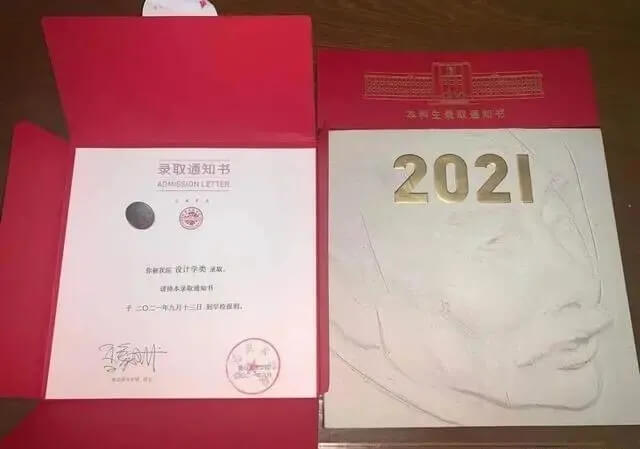 录取通知书
ADMISSION LETTER
你被我院 设计学类 录取。
请持本录取通知书
于 二〇二一年九月十三日 到学校报到。
本科生录取通知书
2021